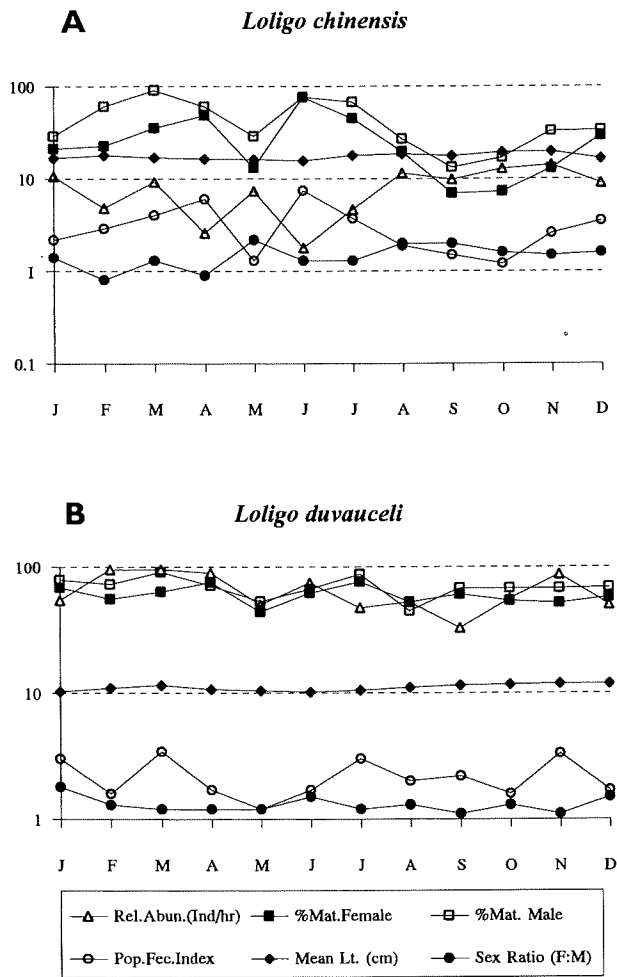 A
Loligo chinensis
100
10
1
0.1
J F M A M J J A S O N D
B
Loligo duvauceli
100
10
1
J F M A M J J A S O N D
Rel.Abun.(Ind/hr) %Mat.Female %Mat. Male
Pop.Fec.Index Mean Lt. (cm) Sex Ratio (F:M)